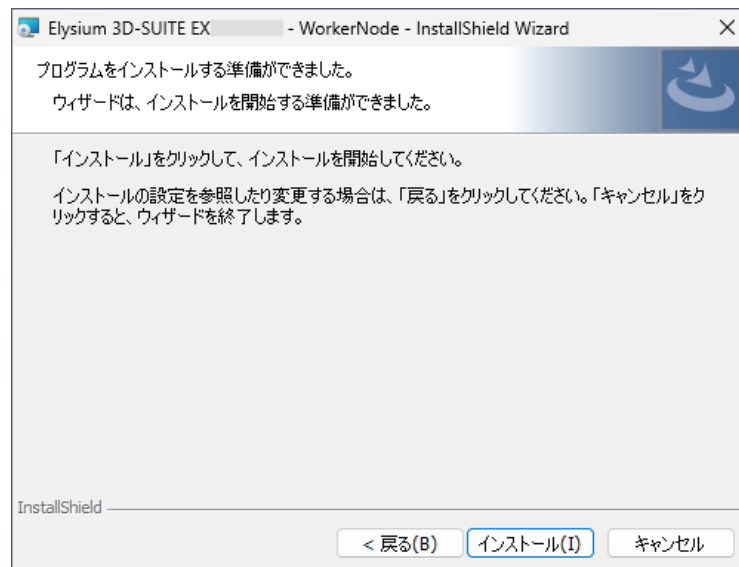 Elysium 3D-SUITE EX - WorkerNode - InstallShield Wizard
プログラムをインストールする準備ができました。
ウィザードは、インストールを開始する準備ができました。
「インストール」をクリックして、インストールを開始してください。
インストールの設定を参照したり変更する場合は、「戻る」をクリックしてください。「キャンセル」をク
リックすると、ウィザードを終了します。
InstallShield
< 戻る(B) インストール(I) キャンセル